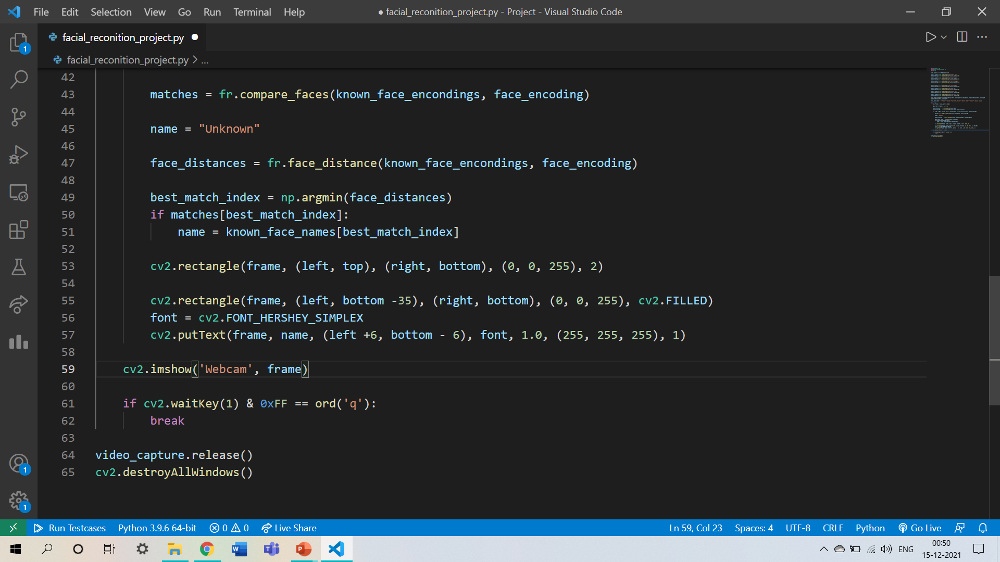 File Edit Selection View Go Run Terminal Help ● facial_reconition_project.py - Project - Visual Studio Code
facial_reconition_project.py
facial_reconition_project.py > ...
42
43 matches = fr.compare_faces(known_face_encondings, face_encoding)
44
45 name = "Unknown"
46
47 face_distances = fr.face_distance(known_face_encondings, face_encoding)
48
49 best_match_index = np.argmin(face_distances)
50 if matches[best_match_index]:
51 name = known_face_names[best_match_index]
52
53 cv2.rectangle(frame, (left, top), (right, bottom), (0, 0, 255), 2)
54
55 cv2.rectangle(frame, (left, bottom -35), (right, bottom), (0, 0, 255), cv2.FILLED)
56 font = cv2.FONT_HERSHEY_SIMPLEX
57 cv2.putText(frame, name, (left +6, bottom - 6), font, 1.0, (255, 255, 255), 1)
58
59 cv2.imshow('Webcam', frame)
60
61 if cv2.waitKey(1) & 0xFF == ord('q'):
62 break
63
64 video_capture.release()
65 cv2.destroyAllWindows()
1
1
1
Run Testcases Python 3.9.6 64-bit 0 0 Live Share Ln 59, Col 23 Spaces: 4 UTF-8 CRLF Python Go Live
ENG 00:50
15-12-2021